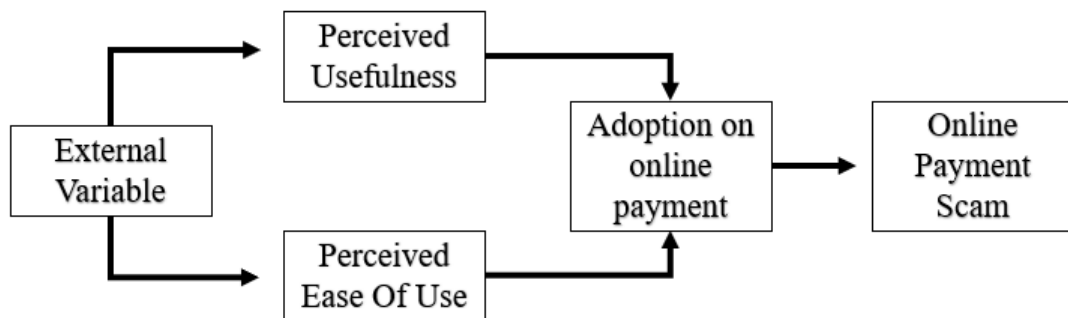 External
Variable
Perceived
Usefulness
Perceived
Ease Of Use
Adoption on
online
payment
Online
Payment
Scam